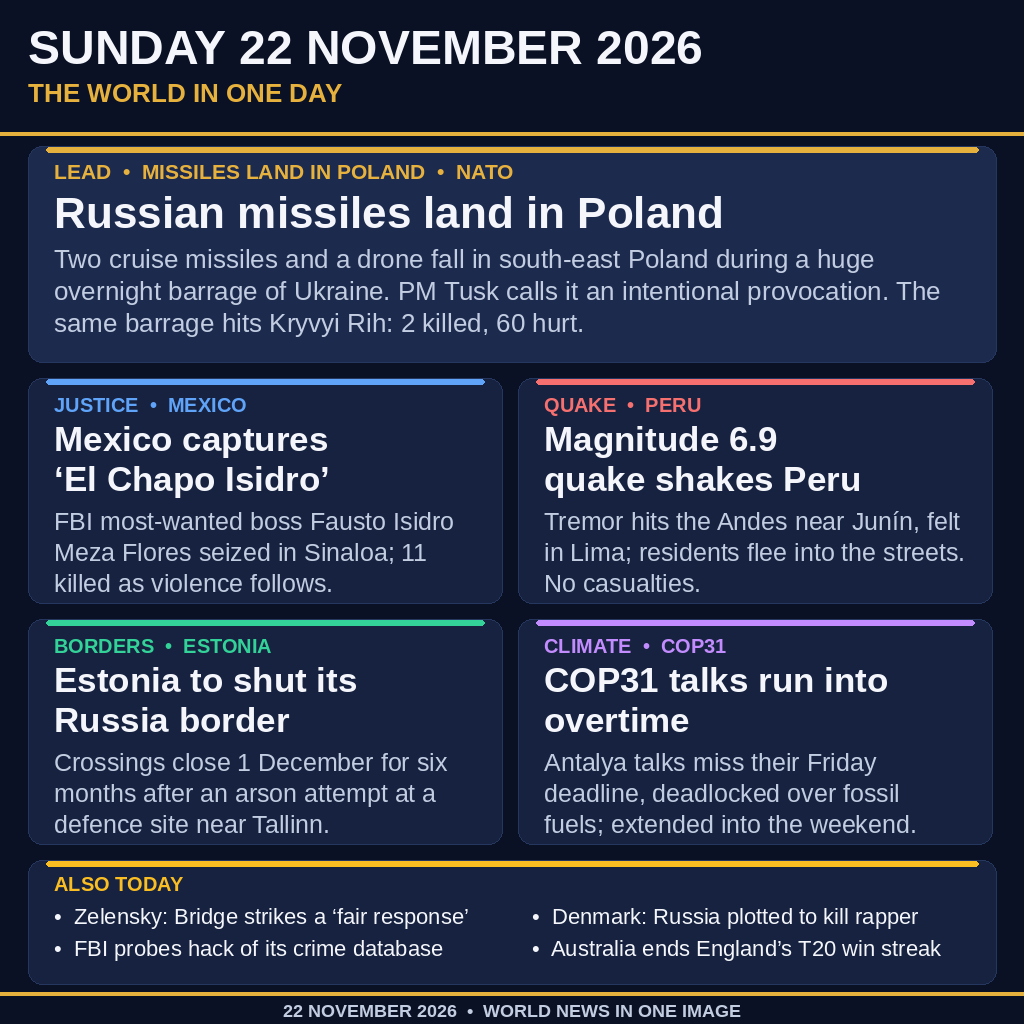 SUNDAY 22 NOVEMBER 2026
THE WORLD IN ONE DAY
LEAD • MISSILES LAND IN POLAND • NATO
Russian missiles land in Poland
Two cruise missiles and a drone fall in south-east Poland during a huge
overnight barrage of Ukraine. PM Tusk calls it an intentional provocation. The
same barrage hits Kryvyi Rih: 2 killed, 60 hurt.
JUSTICE • MEXICO
Mexico captures
‘El Chapo Isidro’
FBI most-wanted boss Fausto Isidro
Meza Flores seized in Sinaloa; 11
killed as violence follows.
QUAKE • PERU
Magnitude 6.9
quake shakes Peru
Tremor hits the Andes near Junín, felt
in Lima; residents flee into the streets.
No casualties.
BORDERS • ESTONIA
Estonia to shut its
Russia border
Crossings close 1 December for six
months after an arson attempt at a
defence site near Tallinn.
CLIMATE • COP31
COP31 talks run into
overtime
Antalya talks miss their Friday
deadline, deadlocked over fossil
fuels; extended into the weekend.
ALSO TODAY
• Zelensky: Bridge strikes a ‘fair response’
• FBI probes hack of its crime database
• Denmark: Russia plotted to kill rapper
• Australia ends England’s T20 win streak
22 NOVEMBER 2026 • WORLD NEWS IN ONE IMAGE